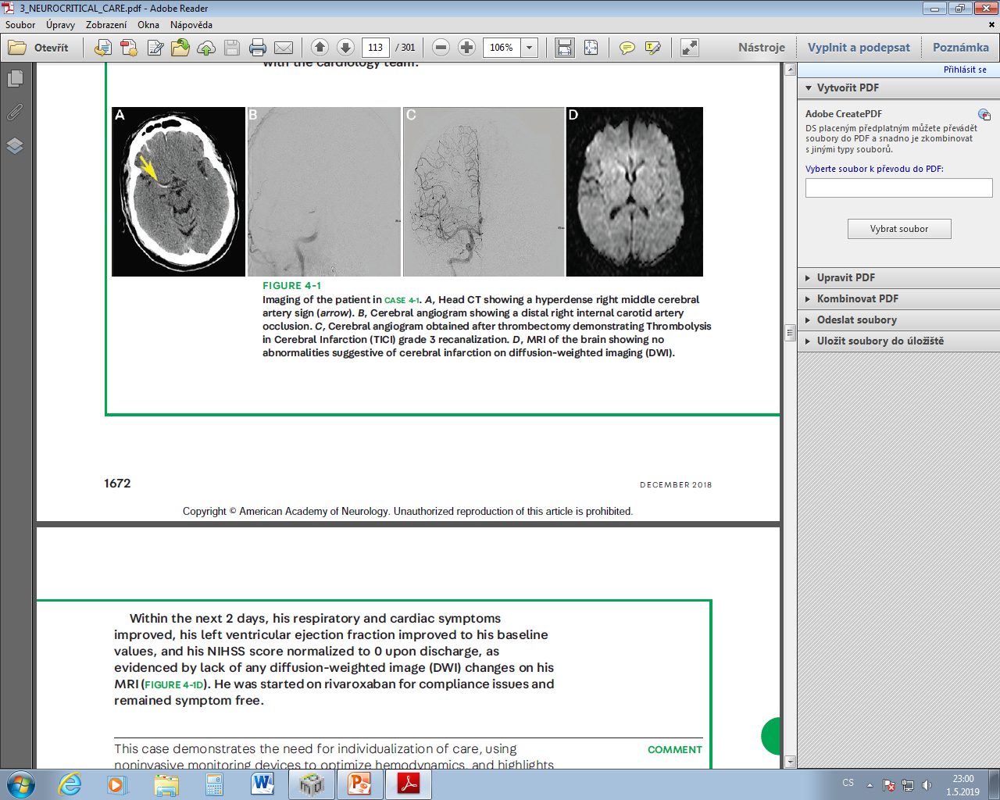 3_NEUROCRITICAL_CARE.pdf - Adobe Reader
Soubor Úpravy Zobrazení Okna Nápověda
Otevřít 113 / 301 106% Nástroje Vyplnit a podepsat Poznámka
Přihlásit se
with the cardiology team.
A B C D
FIGURE 4-1
Imaging of the patient in CASE 4-1. A, Head CT showing a hyperdense right middle cerebral
artery sign (arrow). B, Cerebral angiogram showing a distal right internal carotid artery
occlusion. C, Cerebral angiogram obtained after thrombectomy demonstrating Thrombolysis
in Cerebral Infarction (TICI) grade 3 recanalization. D, MRI of the brain showing no
abnormalities suggestive of cerebral infarction on diffusion-weighted imaging (DWI).
1672 DECEMBER 2018
Copyright © American Academy of Neurology. Unauthorized reproduction of this article is prohibited.
Within the next 2 days, his respiratory and cardiac symptoms
improved, his left ventricular ejection fraction improved to his baseline
values, and his NIHSS score normalized to 0 upon discharge, as
evidenced by lack of any diffusion-weighted image (DWI) changes on his
MRI (FIGURE 4-1D). He was started on rivaroxaban for compliance issues and
remained symptom free.
This case demonstrates the need for individualization of care, using COMMENT
noninvasive monitoring devices to optimize hemodynamics, and highlights
Vytvořit PDF
Adobe CreatePDF
DS placeným předplatným můžete převádět
soubory do PDF a snadno je zkombinovat
s jinými typy souborů.
Vyberte soubor k převodu do PDF:
Vybrat soubor
Upravit PDF
Kombinovat PDF
Odeslat soubory
Uložit soubory do úložiště
CS 23:00
1.5.2019